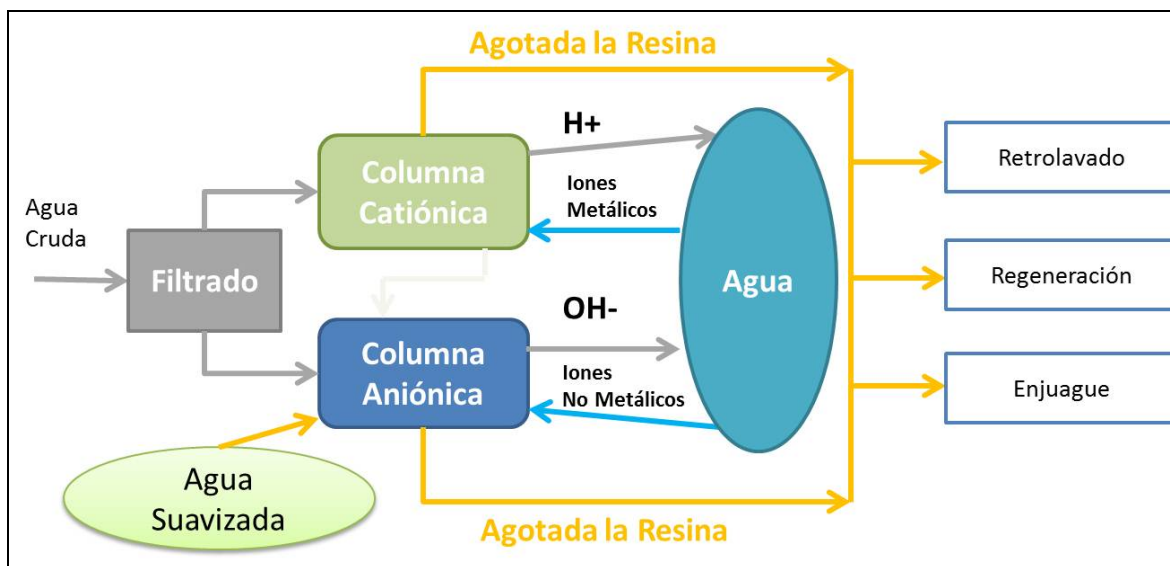 Agotada la Resina
H+
Columna
Catiónica
Iones
Metálicos
Agua
Cruda
Filtrado
Agua
OH-
Columna
Aniónica
Iones
No Metálicos
Agua
Suavizada
Agotada la Resina
Retrolavado
Regeneración
Enjuague